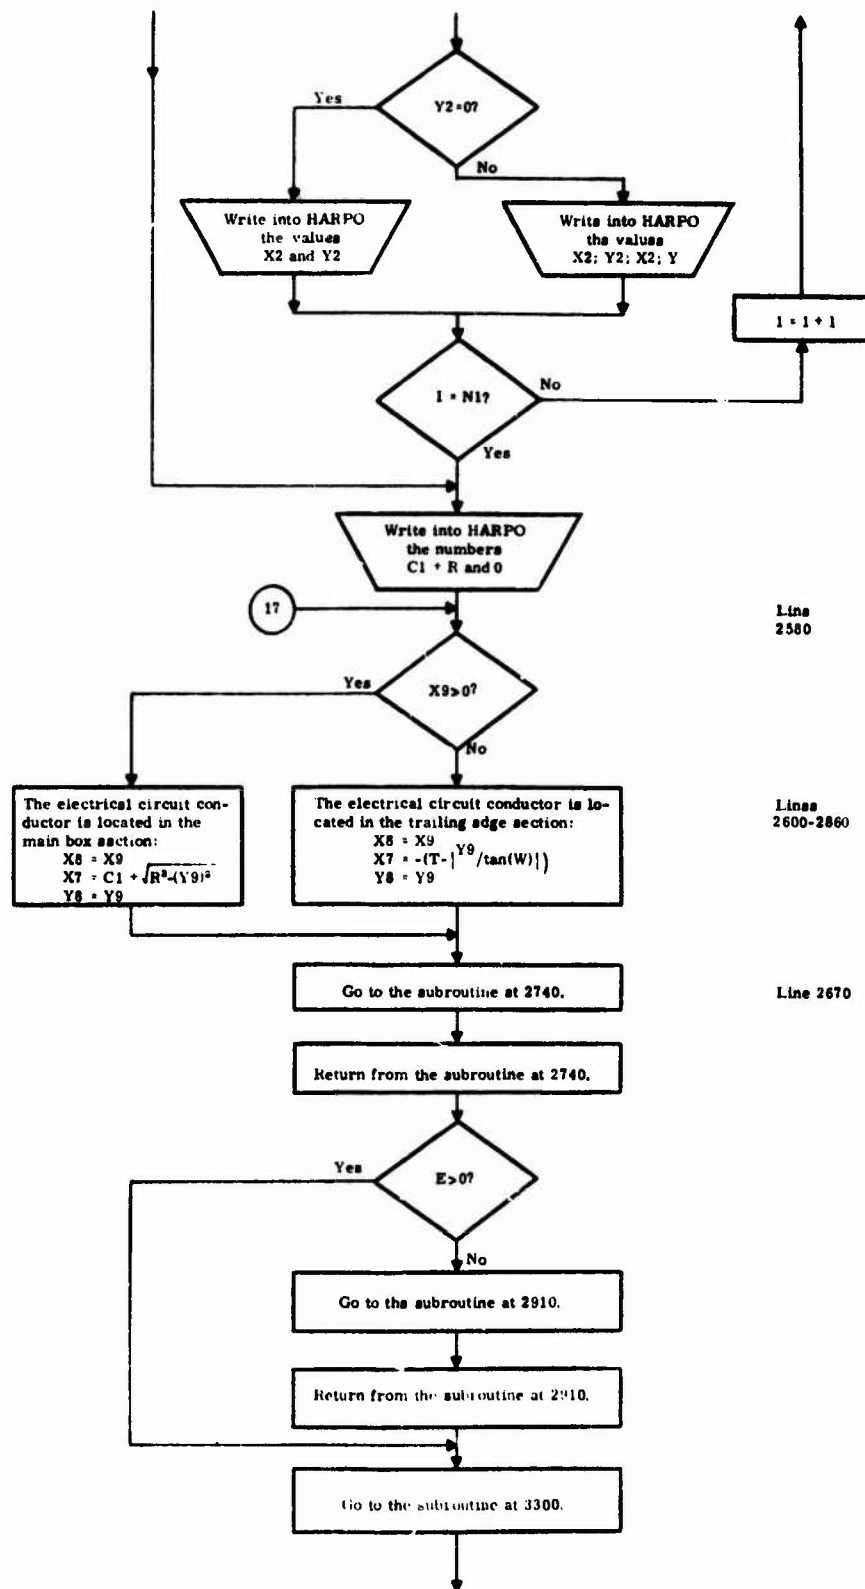 Y2=0?
Yes
No
Write into HARPO
the values
X2 and Y2
Write into HARPO
the values
X2; Y2; X2; Y
1 = 1 + 1
I = N1?
No
Yes
Write into HARPO
the numbers
C1 + R and 0
17
Line
2580
X9>0?
Yes
No
The electrical circuit con-
ductor is located in the
main box section:
X8 = X9
X7 = C1 + √R²-(Y9)²
Y8 = Y9
The electrical circuit conductor is lo-
cated in the trailing edge section:
X8 = X9
X7 = -(T-|Y9/tan(W)|)
Y8 = Y9
Lines
2600-2860
Go to the subroutine at 2740.
Line 2670
Return from the subroutine at 2740.
E>0?
Yes
No
Go to the subroutine at 2910.
Return from the subroutine at 2910.
Go to the subroutine at 3300.